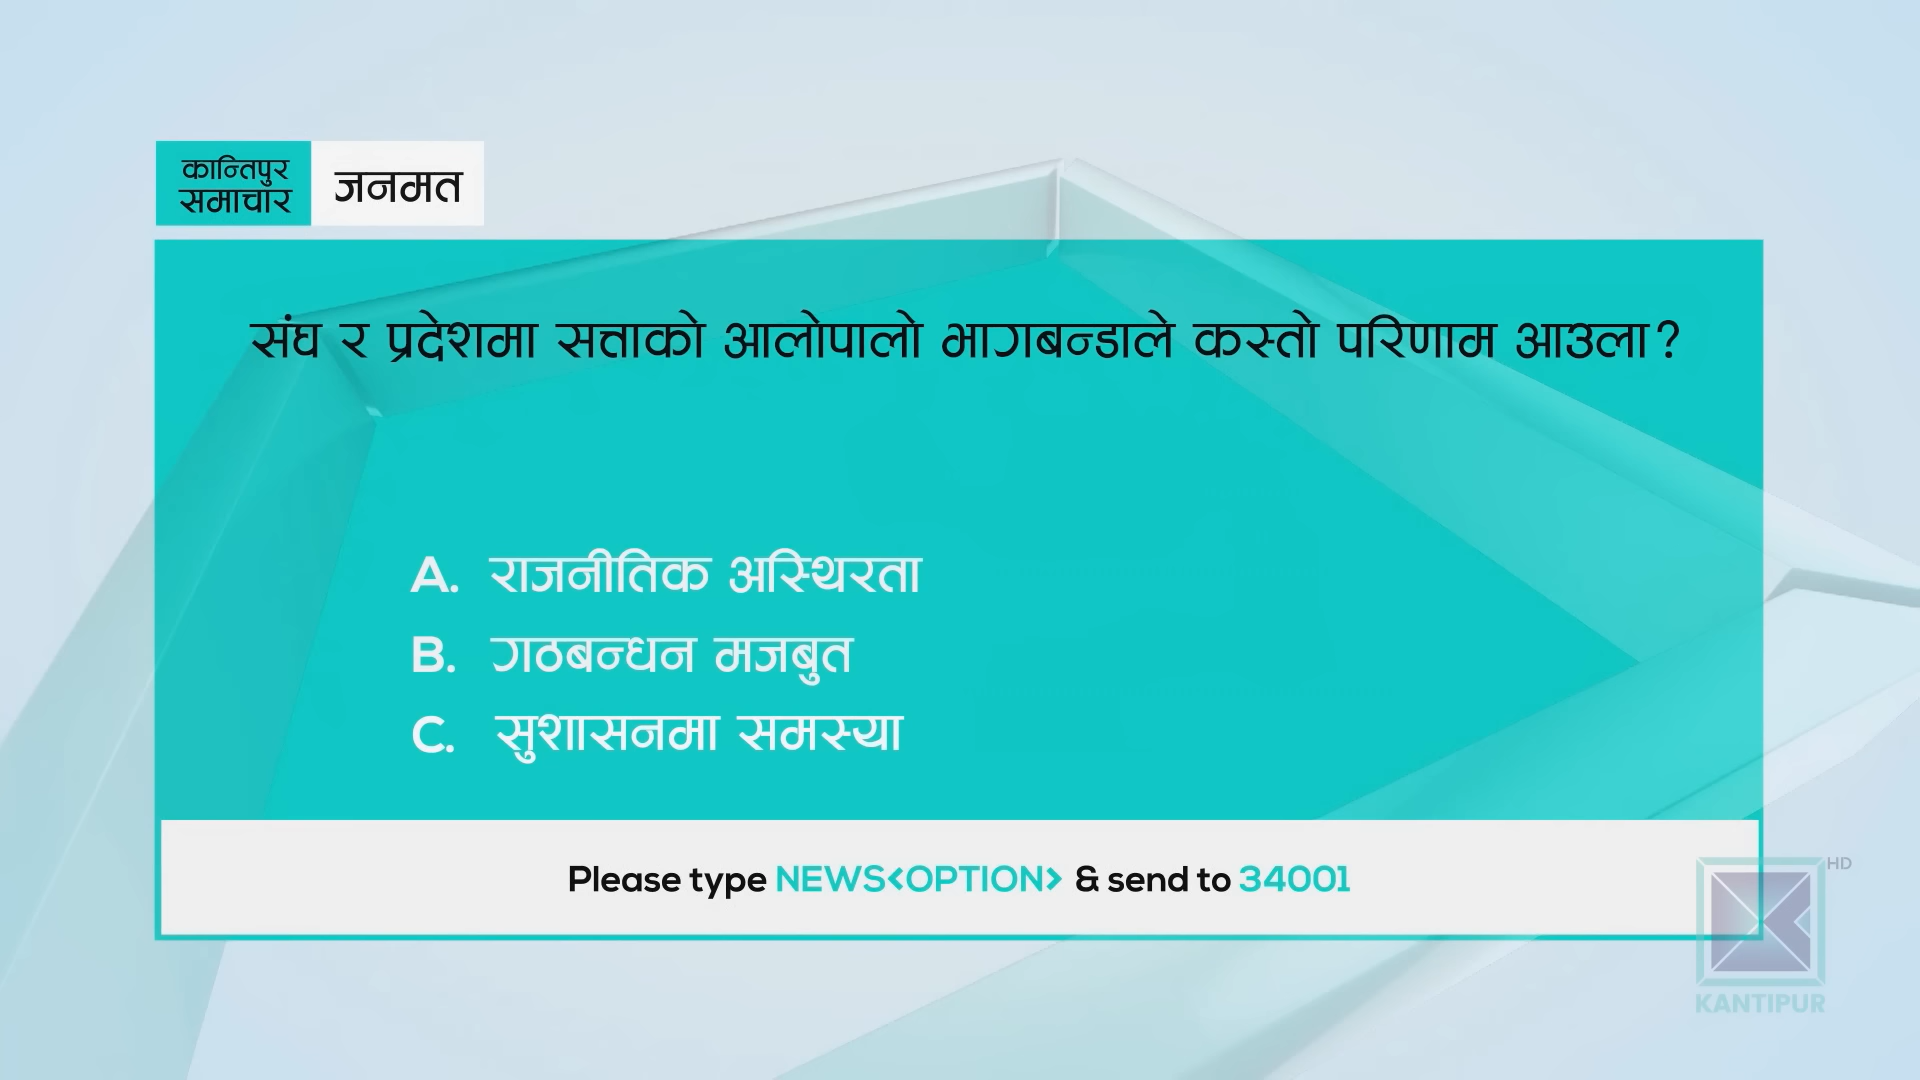 कान्तिपुर
समाचार
जनमत
संघ र प्रदेशमा सत्ताको आलोपालो भागबन्डाले कस्तो परिणाम आउला?
A. राजनीतिक अस्थिरता
B. गठबन्धन मजबुत
C. सुशासनमा समस्या
Please type NEWS<OPTION> & send to 34001
HD
KANTIPUR